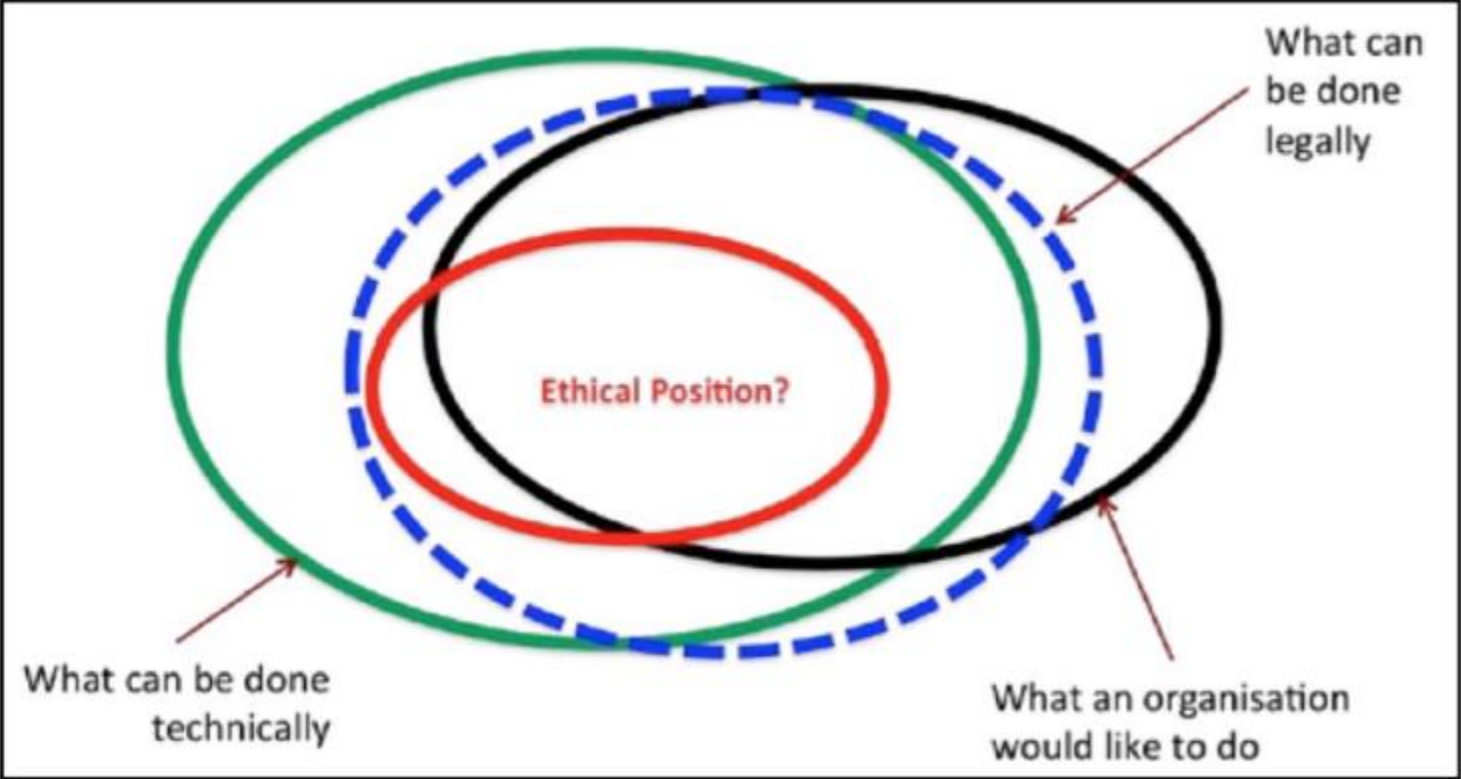 What can
be done
legally
Ethical Position?
What can be done
technically
What an organisation
would like to do